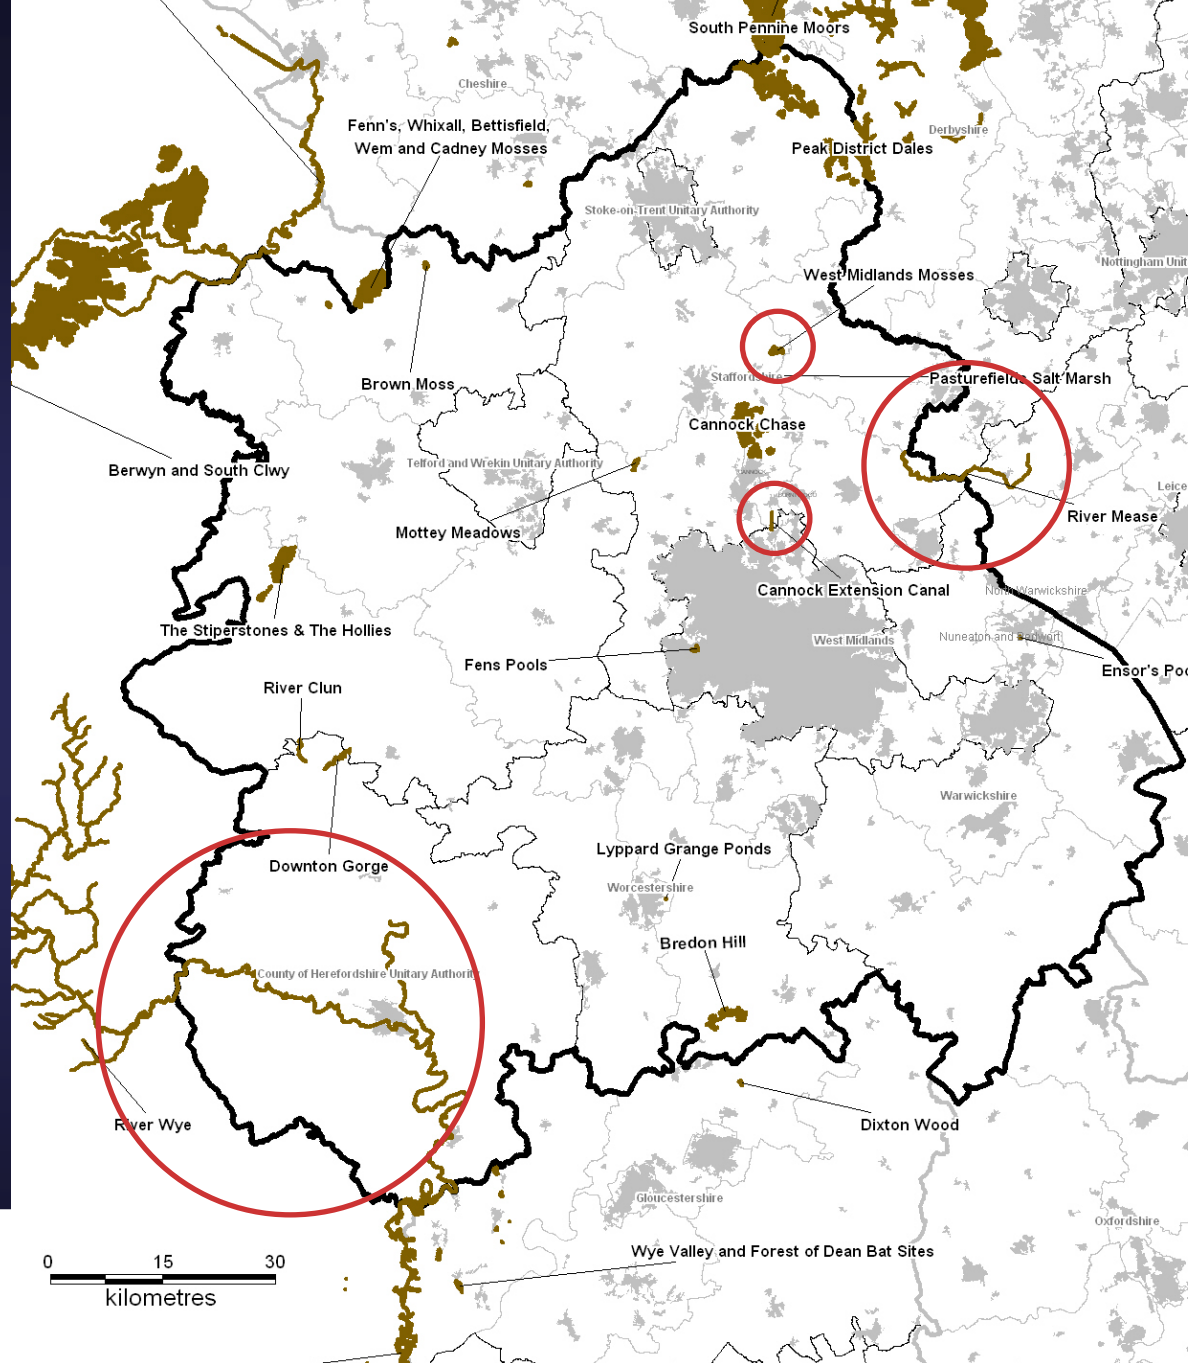 South Pennine Moors
Cheshire
Fenn's, Whixall, Bettisfield,
Wem and Cadney Mosses
Derbyshire
Peak District Dales
Stoke-on-Trent Unitary Authority
Nottingham Unit
West Midlands Mosses
Staffordshire
Pasturefields Salt Marsh
Brown Moss
Cannock Chase
Berwyn and South Clwy
Telford and Wrekin Unitary Authority
Leice
River Mease
Mottey Meadows
Cannock Extension Canal
North Warwickshire
The Stiperstones & The Hollies
West Midlands
Nuneaton and Bedworth
Fens Pools
Ensor's Poo
River Clun
Warwickshire
Lyppard Grange Ponds
Downton Gorge
Worcestershire
Bredon Hill
County of Herefordshire Unitary Authority
River Wye
Dixton Wood
Gloucestershire
Oxfordshire
Wye Valley and Forest of Dean Bat Sites
0 15 30
kilometres